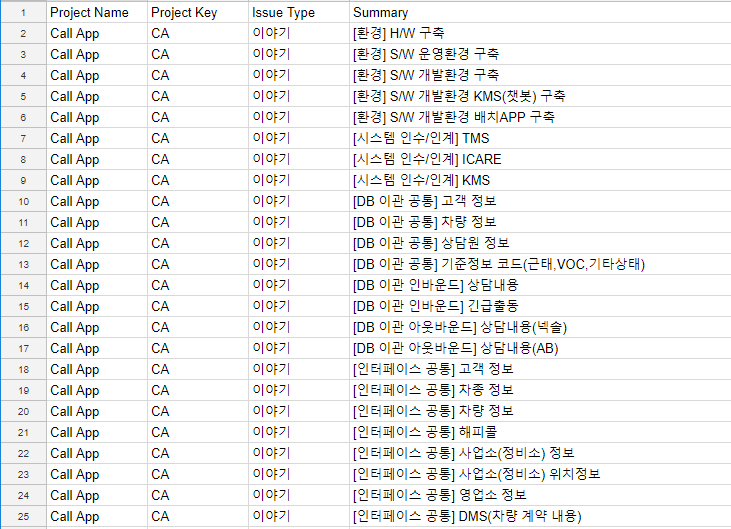 1 Project Name Project Key Issue Type Summary
2 Call App CA 이야기 [환경] H/W 구축
3 Call App CA 이야기 [환경] S/W 운영환경 구축
4 Call App CA 이야기 [환경] S/W 개발환경 구축
5 Call App CA 이야기 [환경] S/W 개발환경 KMS(챗봇) 구축
6 Call App CA 이야기 [환경] S/W 개발환경 배치APP 구축
7 Call App CA 이야기 [시스템 인수/인계] TMS
8 Call App CA 이야기 [시스템 인수/인계] ICARE
9 Call App CA 이야기 [시스템 인수/인계] KMS
10 Call App CA 이야기 [DB 이관 공통] 고객 정보
11 Call App CA 이야기 [DB 이관 공통] 차량 정보
12 Call App CA 이야기 [DB 이관 공통] 상담원 정보
13 Call App CA 이야기 [DB 이관 공통] 기준정보 코드(근태,VOC,기타상태)
14 Call App CA 이야기 [DB 이관 인바운드] 상담내용
15 Call App CA 이야기 [DB 이관 인바운드] 긴급출동
16 Call App CA 이야기 [DB 이관 아웃바운드] 상담내용(넥솔)
17 Call App CA 이야기 [DB 이관 아웃바운드] 상담내용(AB)
18 Call App CA 이야기 [인터페이스 공통] 고객 정보
19 Call App CA 이야기 [인터페이스 공통] 차종 정보
20 Call App CA 이야기 [인터페이스 공통] 차량 정보
21 Call App CA 이야기 [인터페이스 공통] 해피콜
22 Call App CA 이야기 [인터페이스 공통] 사업소(정비소) 정보
23 Call App CA 이야기 [인터페이스 공통] 사업소(정비소) 위치정보
24 Call App CA 이야기 [인터페이스 공통] 영업소 정보
25 Call App CA 이야기 [인터페이스 공통] DMS(차량 계약 내용)